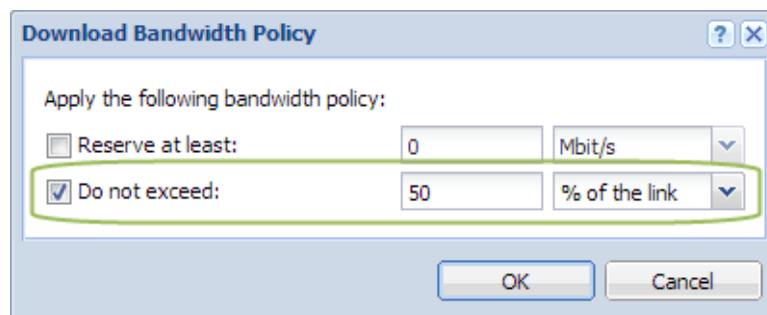 Download Bandwidth Policy ?
Apply the following bandwidth policy:
Reserve at least: 0 Mbit/s
Do not exceed: 50 % of the link
OK Cancel